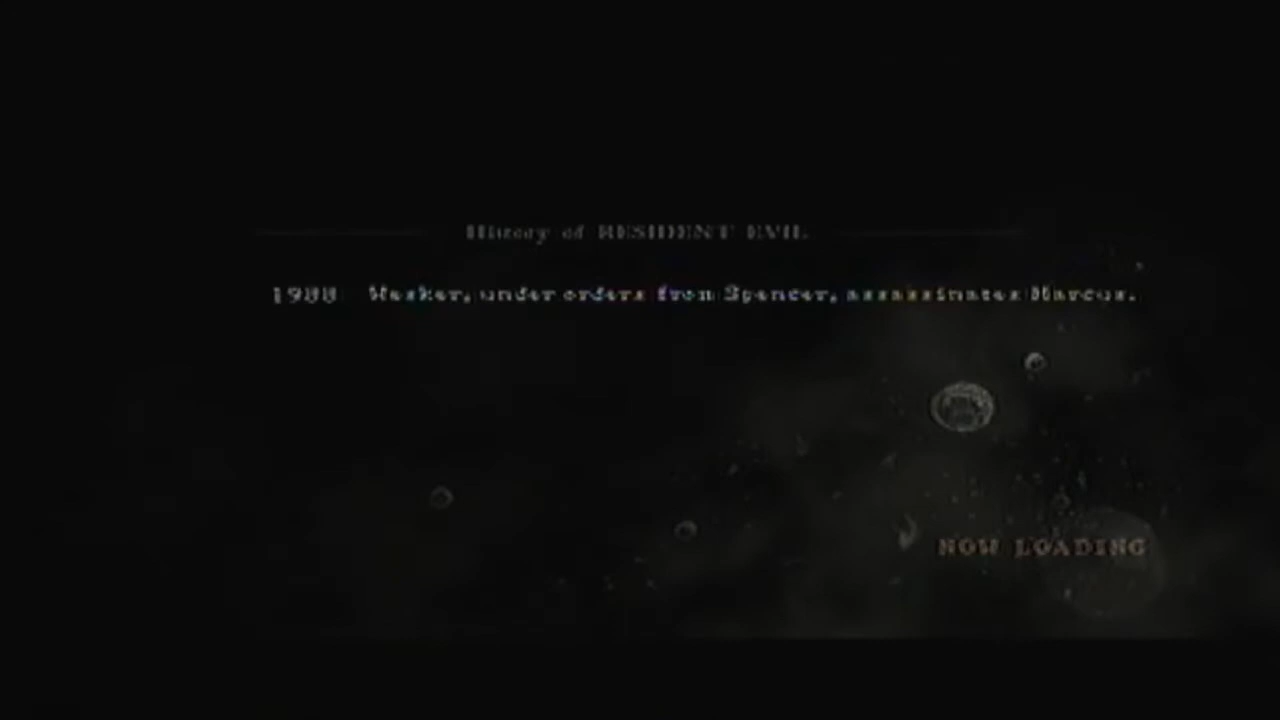 History of RESIDENT EVIL
1988 Wesker, under orders from Spencer, assassinates Marcus.
NOW LOADING